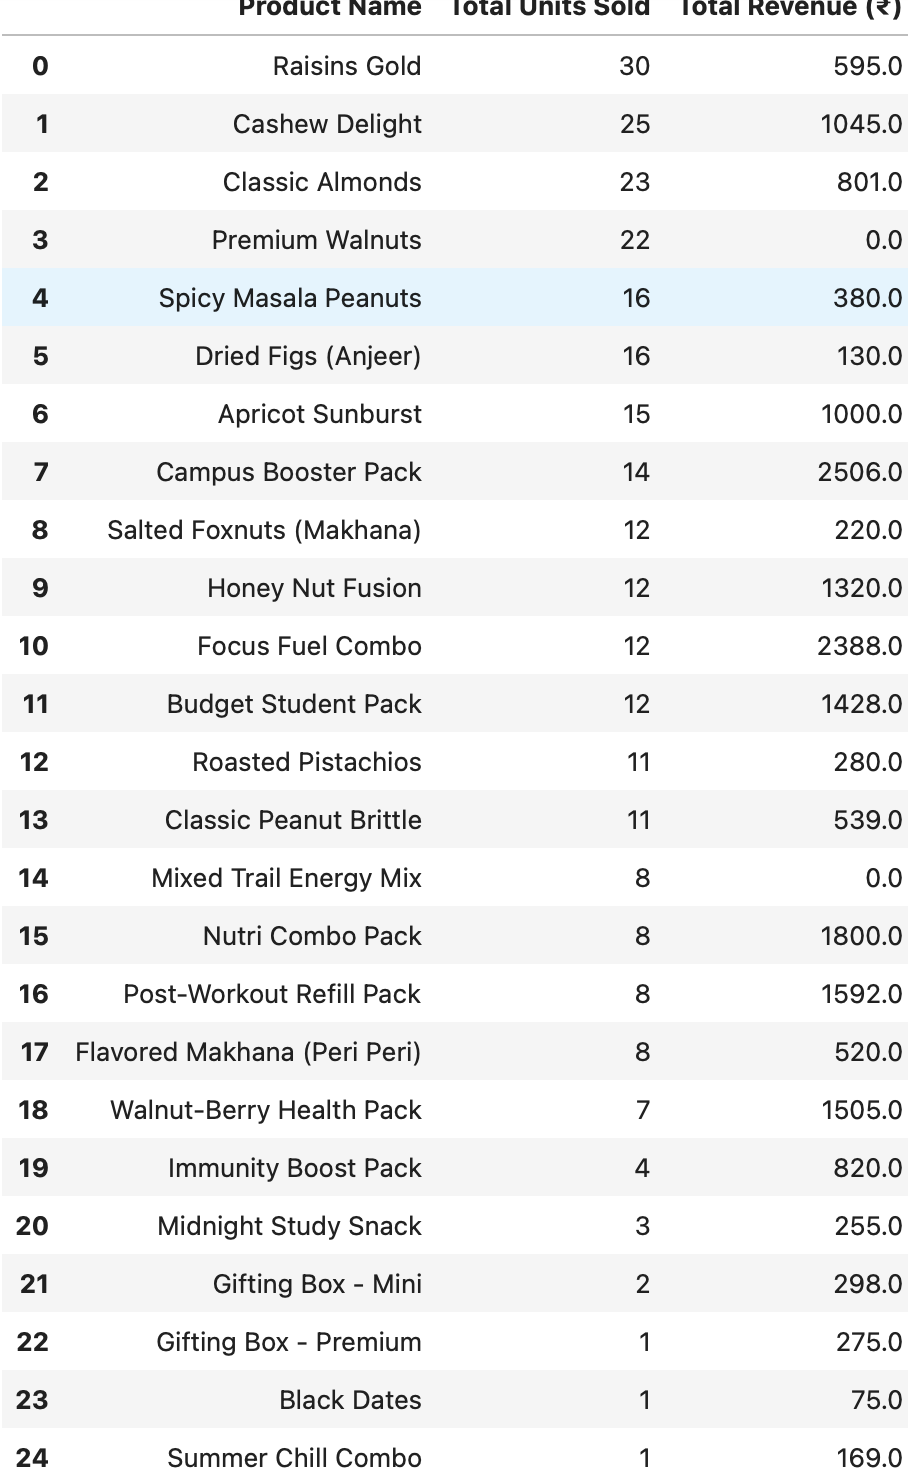 Product Name Total Units Sold Total Revenue (₹)
0 Raisins Gold 30 595.0
1 Cashew Delight 25 1045.0
2 Classic Almonds 23 801.0
3 Premium Walnuts 22 0.0
4 Spicy Masala Peanuts 16 380.0
5 Dried Figs (Anjeer) 16 130.0
6 Apricot Sunburst 15 1000.0
7 Campus Booster Pack 14 2506.0
8 Salted Foxnuts (Makhana) 12 220.0
9 Honey Nut Fusion 12 1320.0
10 Focus Fuel Combo 12 2388.0
11 Budget Student Pack 12 1428.0
12 Roasted Pistachios 11 280.0
13 Classic Peanut Brittle 11 539.0
14 Mixed Trail Energy Mix 8 0.0
15 Nutri Combo Pack 8 1800.0
16 Post-Workout Refill Pack 8 1592.0
17 Flavored Makhana (Peri Peri) 8 520.0
18 Walnut-Berry Health Pack 7 1505.0
19 Immunity Boost Pack 4 820.0
20 Midnight Study Snack 3 255.0
21 Gifting Box - Mini 2 298.0
22 Gifting Box - Premium 1 275.0
23 Black Dates 1 75.0
24 Summer Chill Combo 1 169.0